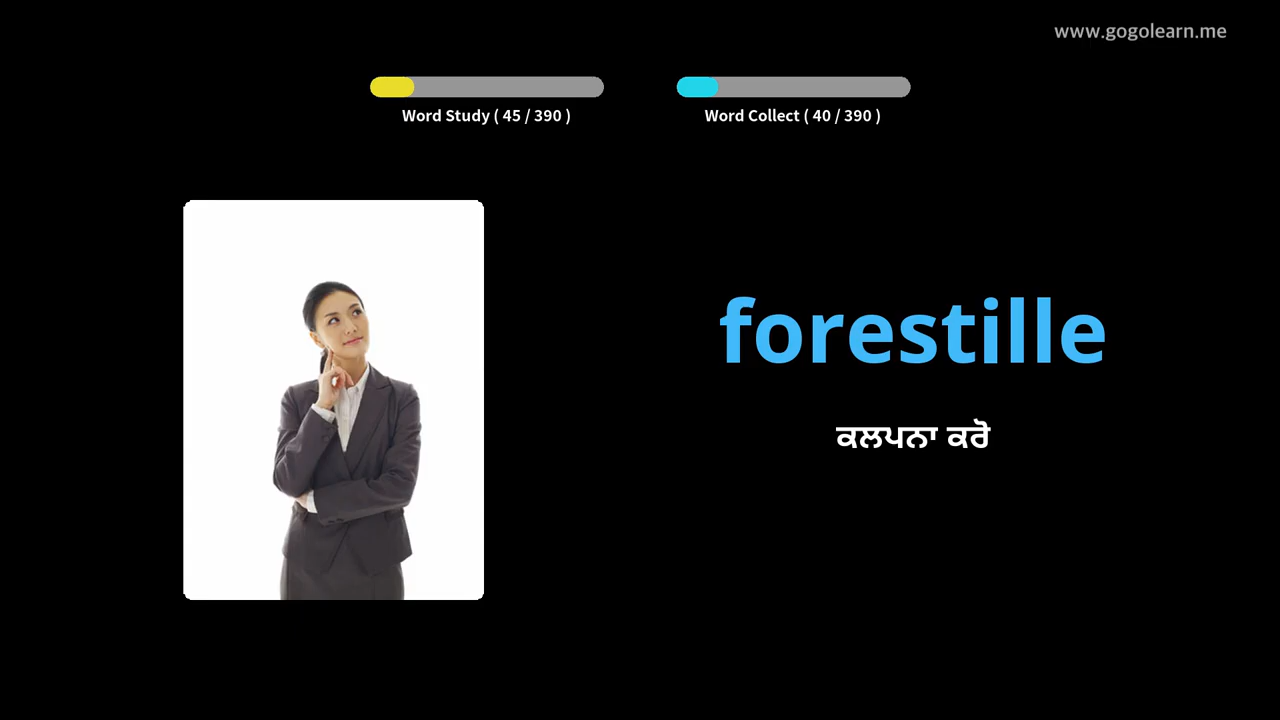 www.gogolearn.me
Word Study ( 45 / 390 )
Word Collect ( 40 / 390 )
forestille
ਕਲਪਨਾ ਕਰੋ